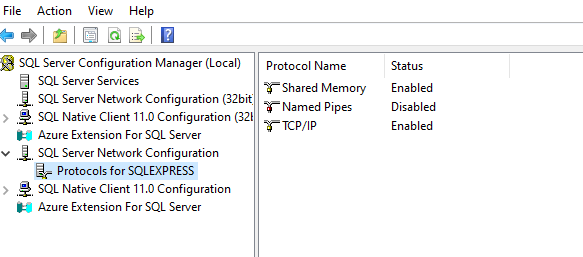 File Action View Help
SQL Server Configuration Manager (Local)
SQL Server Services
SQL Server Network Configuration (32bit
SQL Native Client 11.0 Configuration (32b
Azure Extension For SQL Server
SQL Server Network Configuration
Protocols for SQLEXPRESS
SQL Native Client 11.0 Configuration
Azure Extension For SQL Server
Protocol Name Status
Shared Memory Enabled
Named Pipes Disabled
TCP/IP Enabled